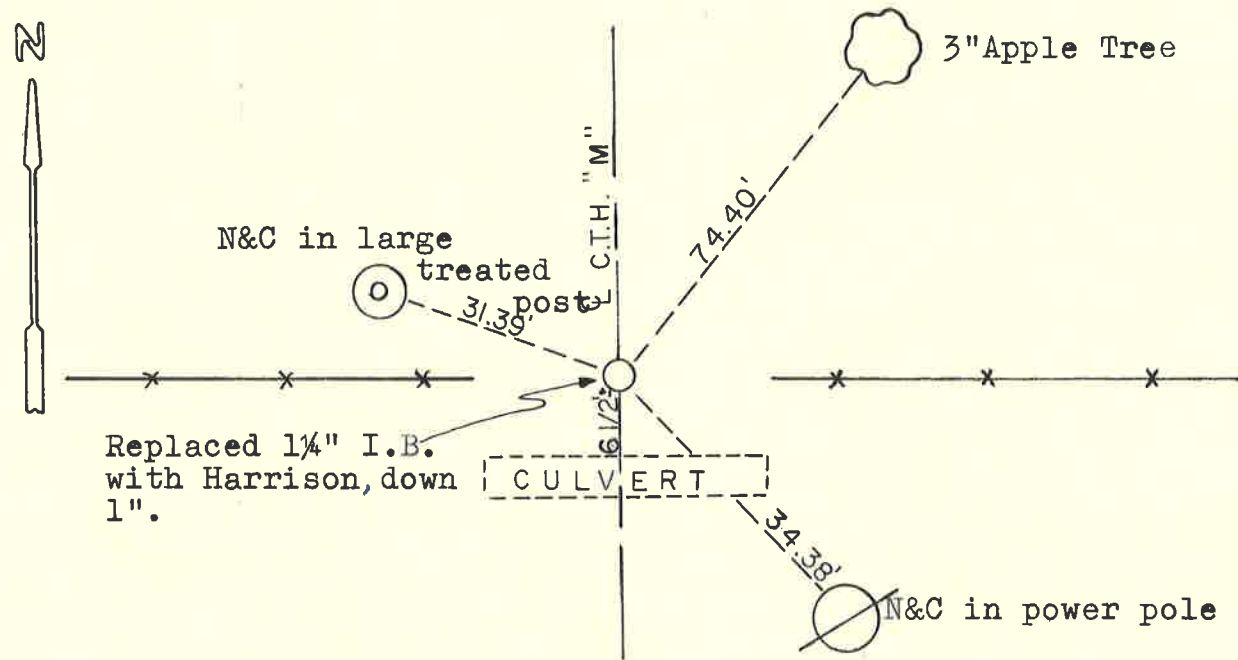 N
3"Apple Tree
℄ C.T.H. "M"
74.40'
N&C in large
treated
post
31.39'
6 1/2'±
Replaced 1¼" I.B.
with Harrison, down
1".
CULVERT
34.38'
N&C in power pole